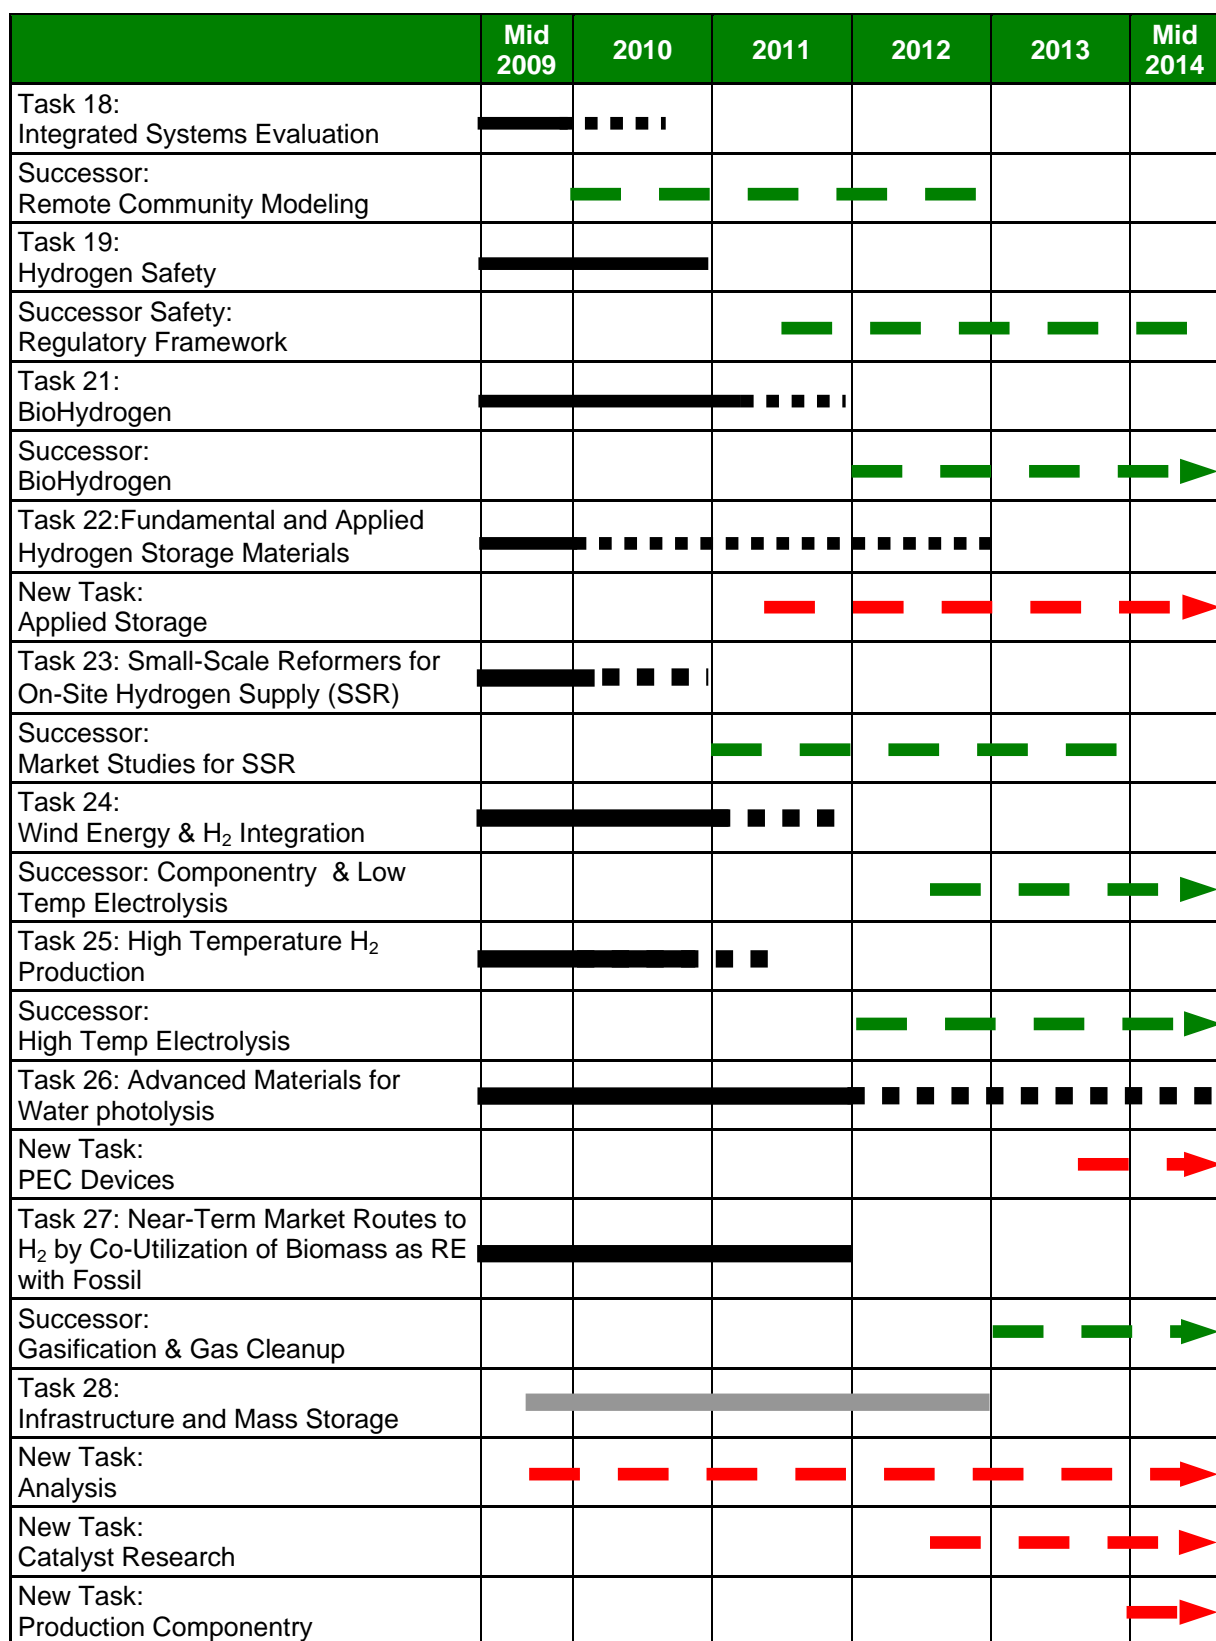 Mid
2009
2010
2011
2012
2013
Mid
2014
Task 18:
Integrated Systems Evaluation
Successor:
Remote Community Modeling
Task 19:
Hydrogen Safety
Successor Safety:
Regulatory Framework
Task 21:
BioHydrogen
Successor:
BioHydrogen
Task 22:Fundamental and Applied
Hydrogen Storage Materials
New Task:
Applied Storage
Task 23: Small-Scale Reformers for
On-Site Hydrogen Supply (SSR)
Successor:
Market Studies for SSR
Task 24:
Wind Energy & H₂ Integration
Successor: Componentry & Low
Temp Electrolysis
Task 25: High Temperature H₂
Production
Successor:
High Temp Electrolysis
Task 26: Advanced Materials for
Water photolysis
New Task:
PEC Devices
Task 27: Near-Term Market Routes to
H₂ by Co-Utilization of Biomass as RE
with Fossil
Successor:
Gasification & Gas Cleanup
Task 28:
Infrastructure and Mass Storage
New Task:
Analysis
New Task:
Catalyst Research
New Task:
Production Componentry